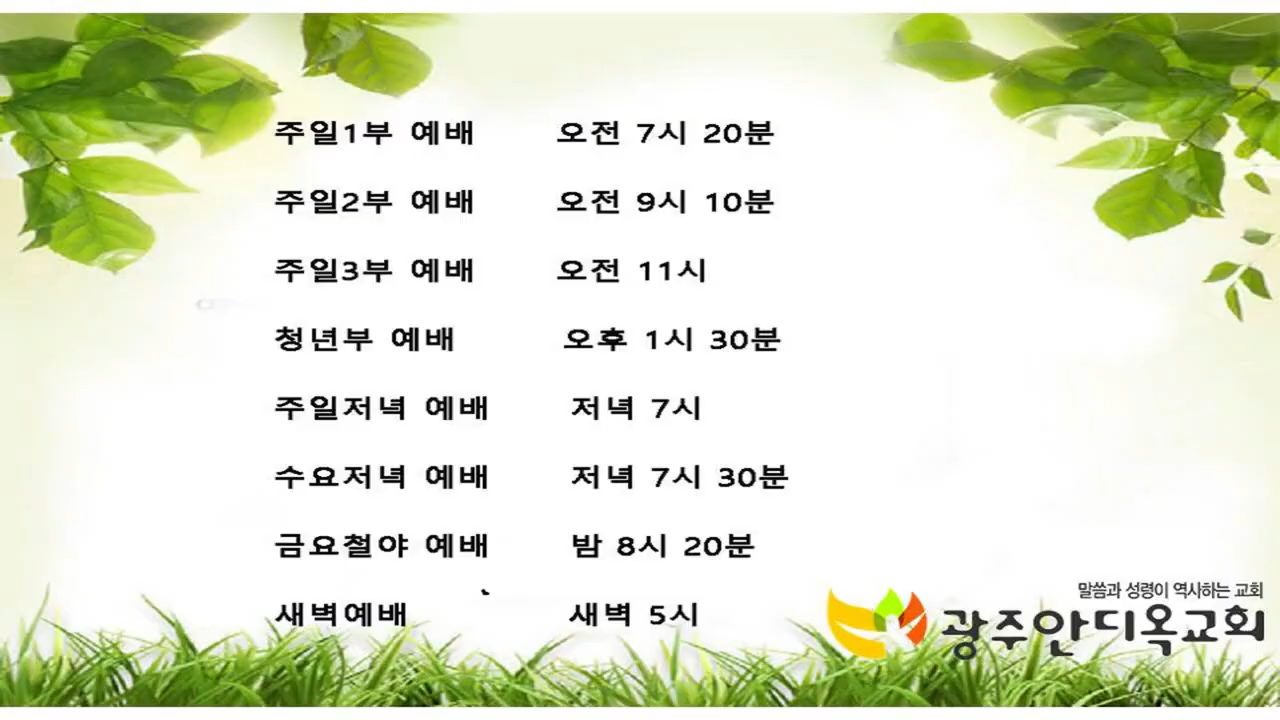 주일1부 예배 오전 7시 20분
주일2부 예배 오전 9시 10분
주일3부 예배 오전 11시
청년부 예배 오후 1시 30분
주일저녁 예배 저녁 7시
수요저녁 예배 저녁 7시 30분
금요철야 예배 밤 8시 20분
새벽예배 새벽 5시
말씀과 성령이 역사하는 교회
광주안디옥교회